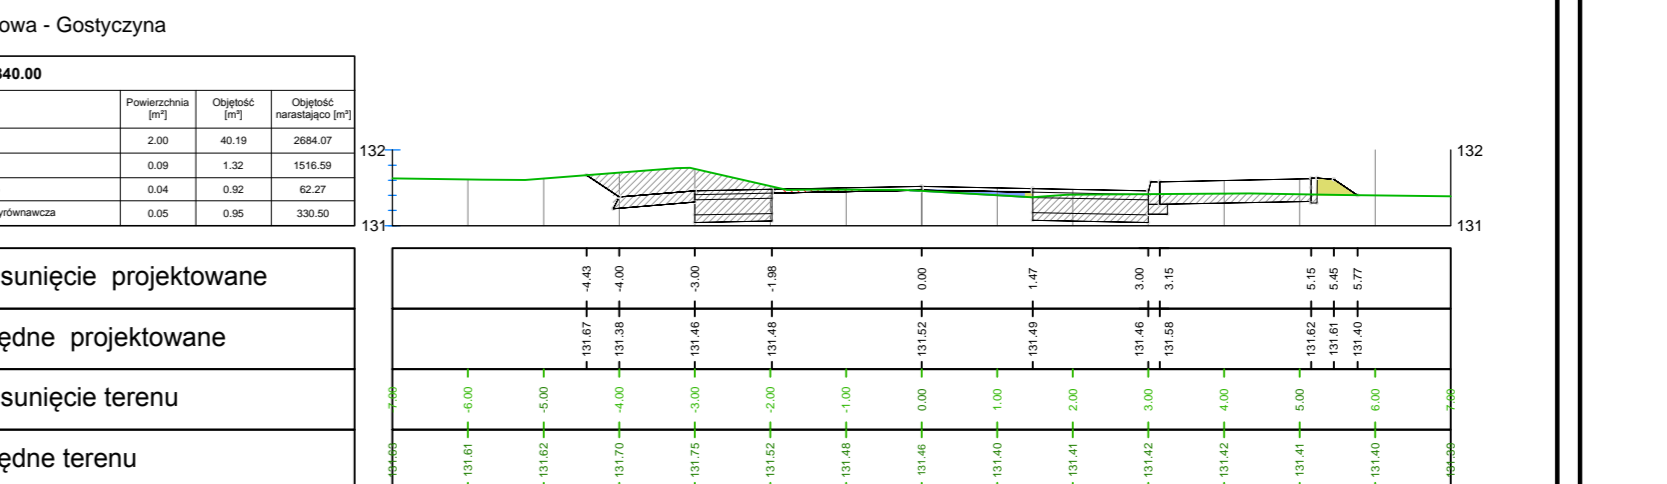 owa - Gostyczyna
340.00
Powierzchnia [m²] Objętość [m³] Objętość narastająco [m³]
2.00 40.19 2684.07
0.09 1.32 1516.59
0.04 0.92 62.27
yrównawcza 0.05 0.95 330.50
132 132
131 131
sunięcie projektowane -4.43 -4.00 -3.00 -1.98 0.00 1.47 3.00 3.15 5.15 5.45 5.77
ędne projektowane 131.67 131.38 131.46 131.48 131.52 131.49 131.46 131.58 131.62 131.61 131.40
sunięcie terenu -6.00 -5.00 -4.00 -3.00 -2.00 -1.00 0.00 1.00 2.00 3.00 4.00 5.00 6.00
ędne terenu 131.61 131.62 131.70 131.75 131.52 131.48 131.46 131.40 131.41 131.42 131.42 131.41 131.40